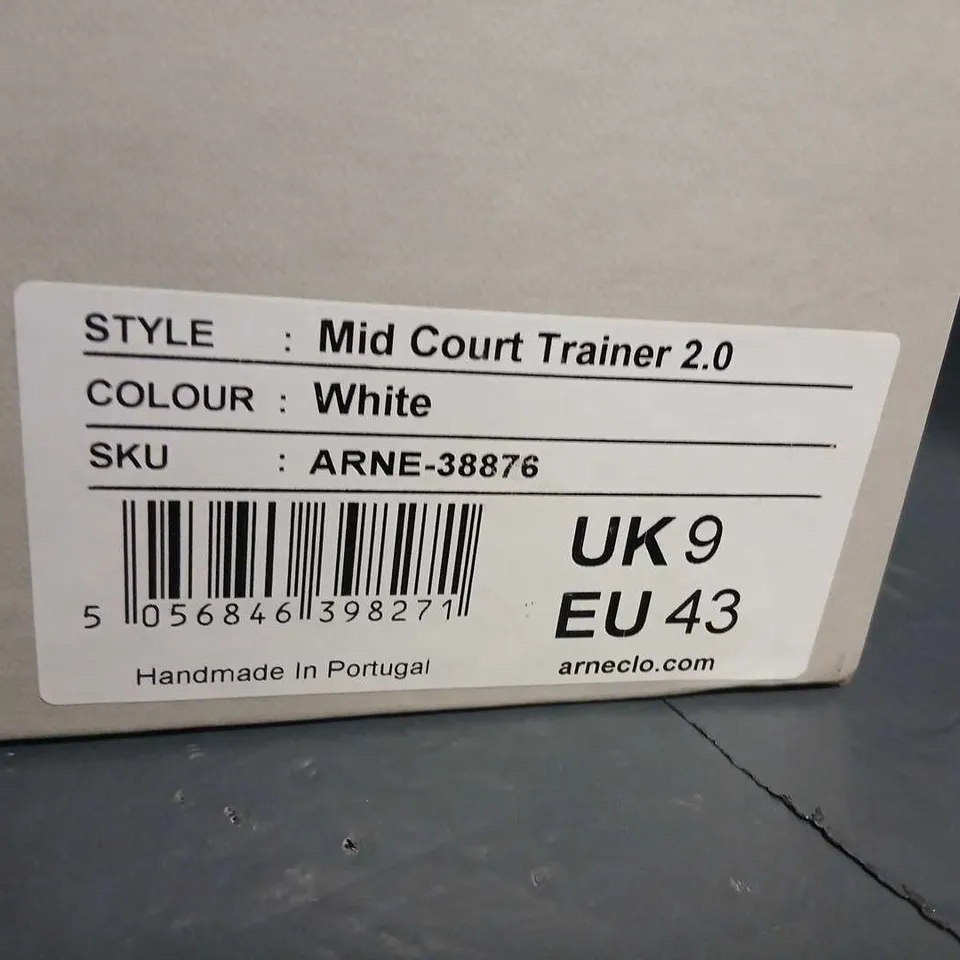 STYLE : Mid Court Trainer 2.0
COLOUR : White
SKU : ARNE-38876
UK 9
EU 43
5 056846 398271
Handmade In Portugal
arneclo.com